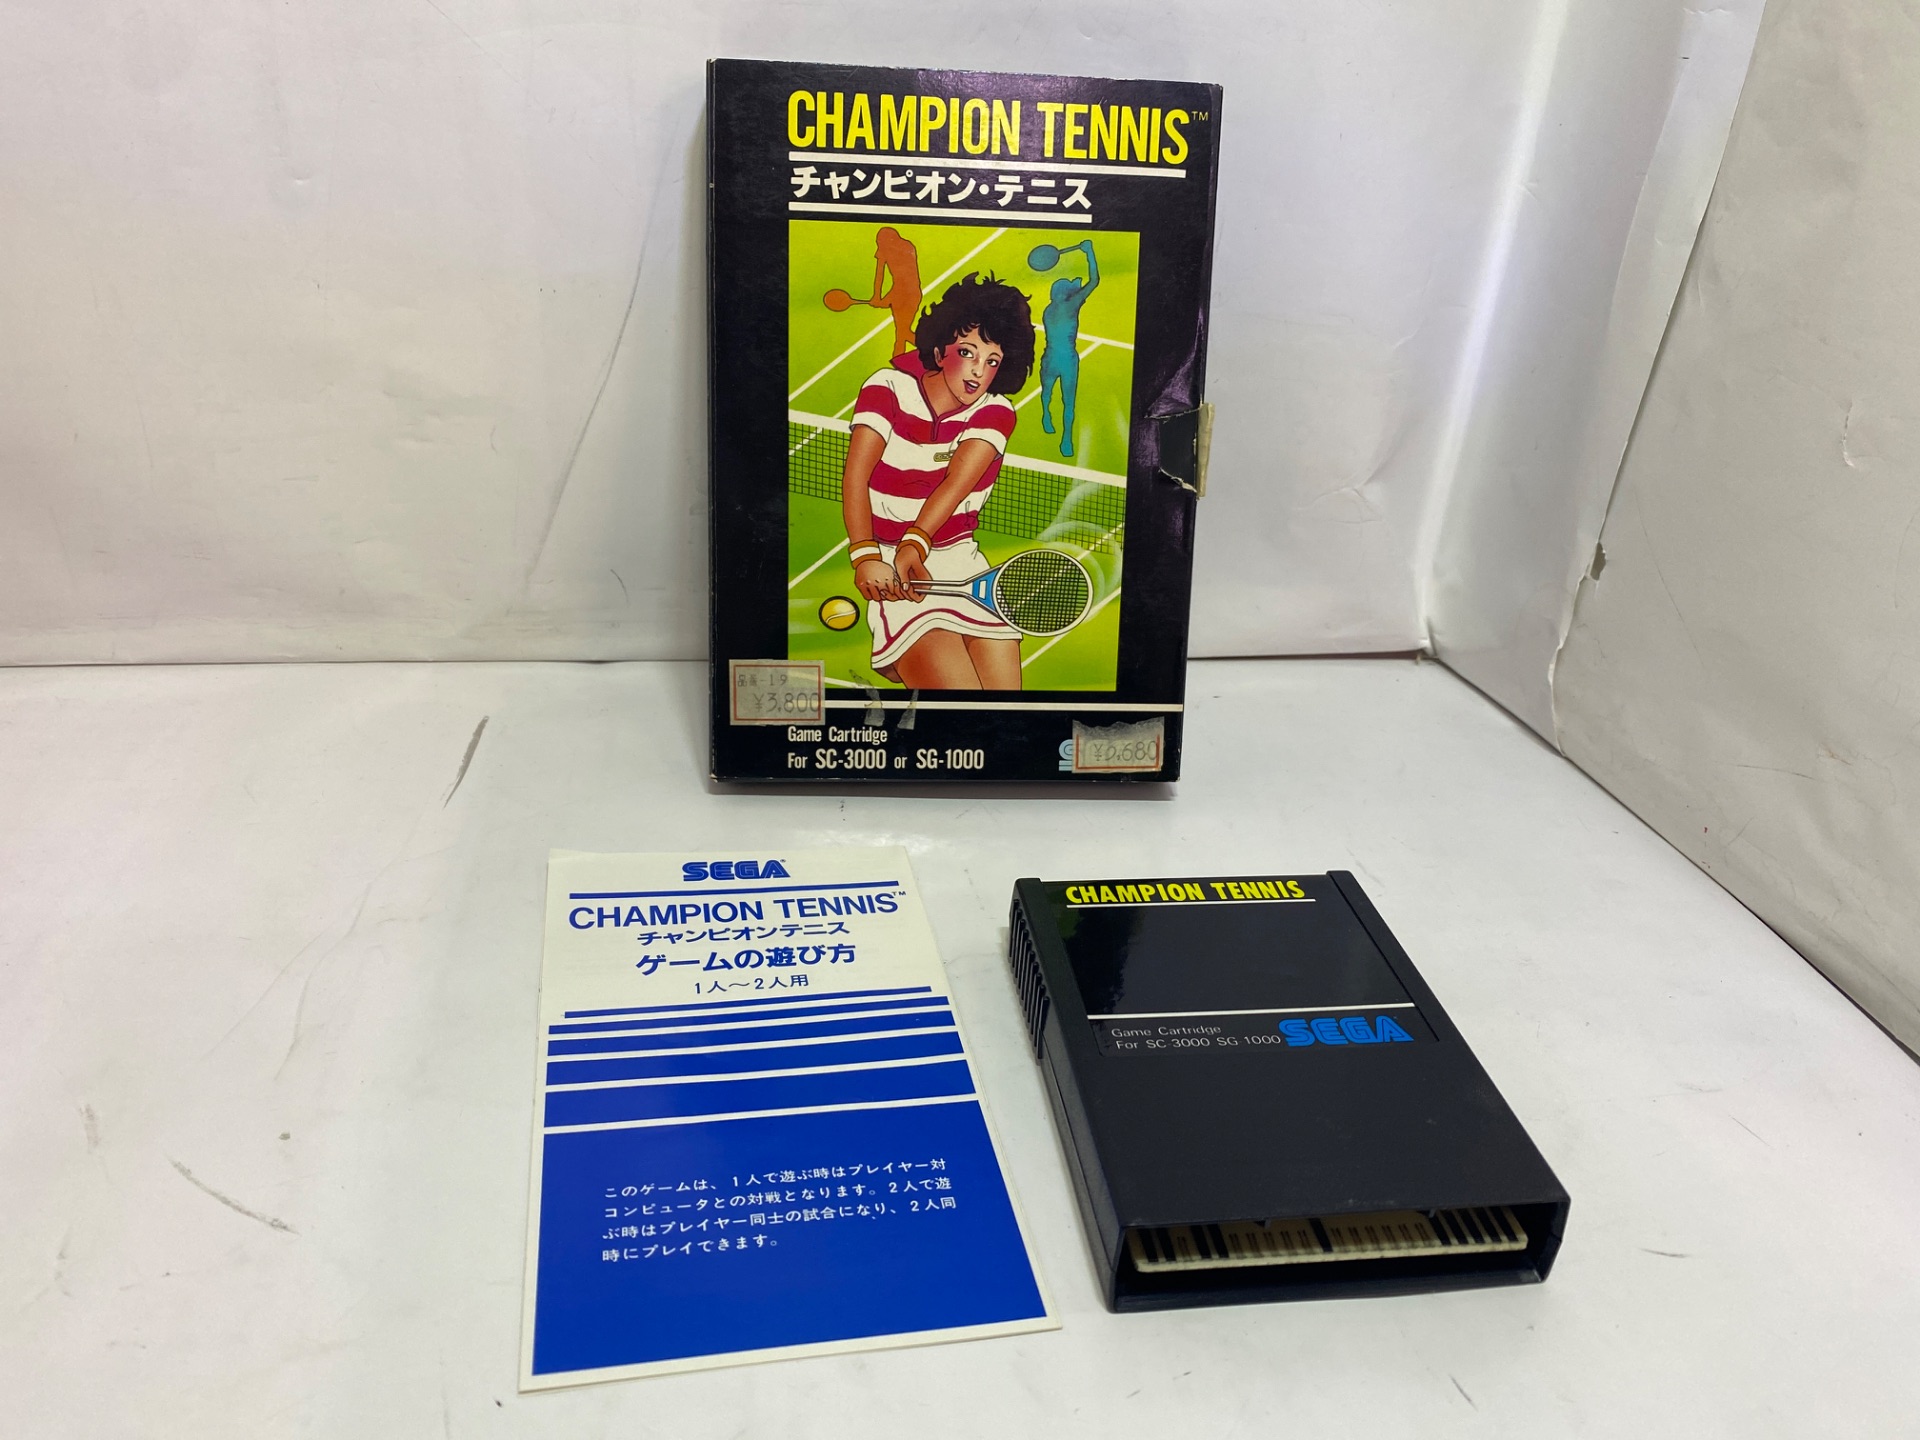 CHAMPION TENNIS™
チャンピオン・テニス
品番-19
¥3,800
Game Cartridge
For SC-3000 or SG-1000
SEGA
CHAMPION TENNIS™
チャンピオンテニス
ゲームの遊び方
1人〜2人用
このゲームは、1人で遊ぶ時はプレイヤー対
コンピュータとの対戦となります。2人で遊
ぶ時はプレイヤー同士の試合になり、2人同
時にプレイできます。
CHAMPION TENNIS
Game Cartridge
For SC-3000 SG-1000
SEGA